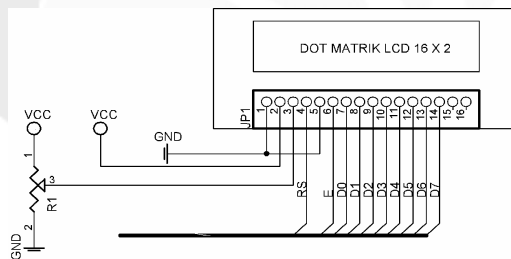 DOT MATRIK LCD 16 X 2
JP1
1 2 3 4 5 6 7 8 9 10 11 12 13 14 15 16
VCC
VCC
GND
1
3
R1
2
GND
RS E D0 D1 D2 D3 D4 D5 D6 D7